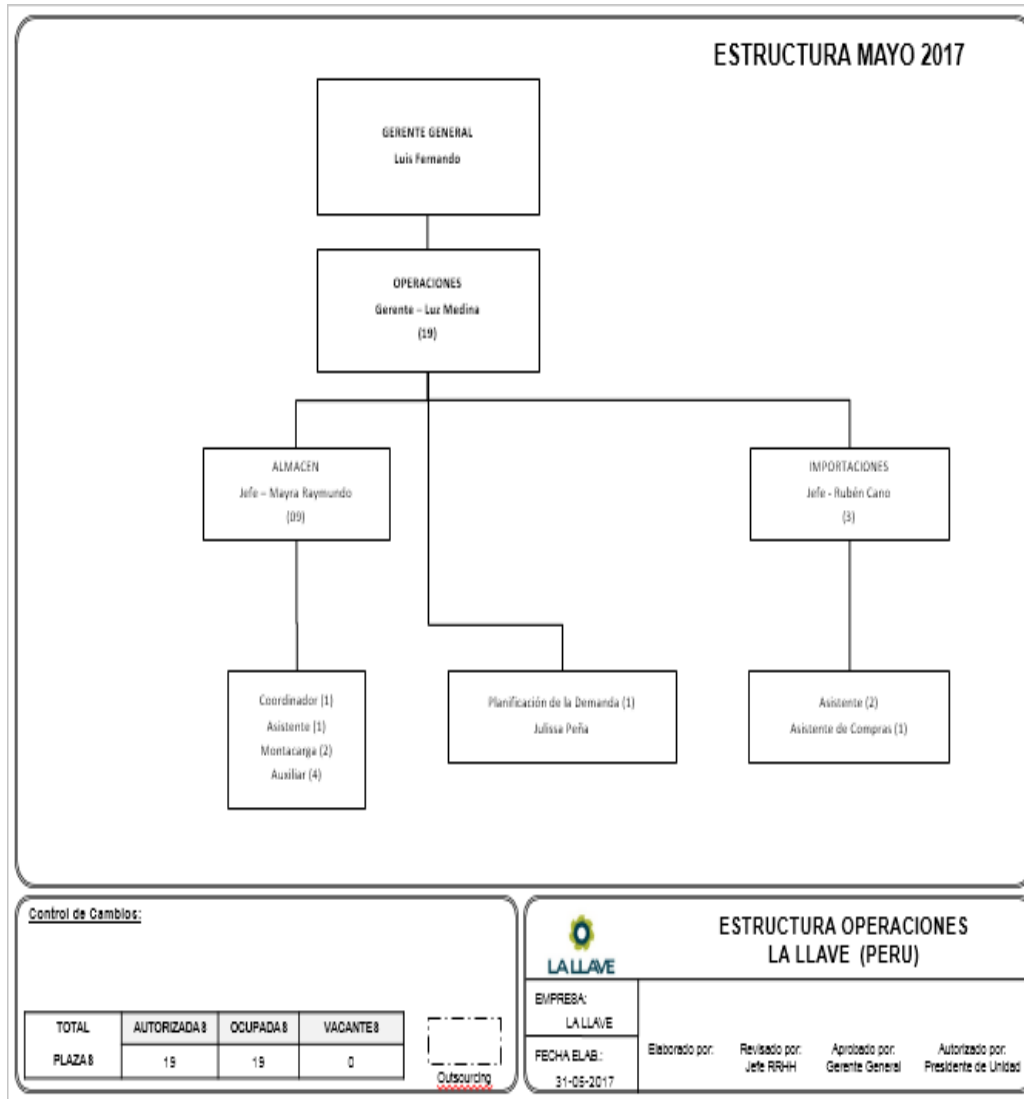 ESTRUCTURA MAYO 2017
GERENTE GENERAL
Luis Fernando
OPERACIONES
Gerente – Luz Medina
(19)
ALMACEN
Jefe – Mayra Raymundo
(09)
IMPORTACIONES
Jefe - Rubén Cano
(3)
Coordinador (1)
Asistente (1)
Montacarga (2)
Auxiliar (4)
Planificación de la Demanda (1)
Julissa Peña
Asistente (2)
Asistente de Compras (1)
Control de Cambios:
TOTAL PLAZAS
AUTORIZADAS OCUPADAS VACANTES
19 19 0
Outsourcing
LA LLAVE
ESTRUCTURA OPERACIONES
LA LLAVE (PERU)
EMPRESA:
LA LLAVE
FECHA ELAB.:
31-05-2017
Elaborado por:
Revisado por:
Jefe RRHH
Aprobado por:
Gerente General
Autorizado por:
Presidente de Unidad